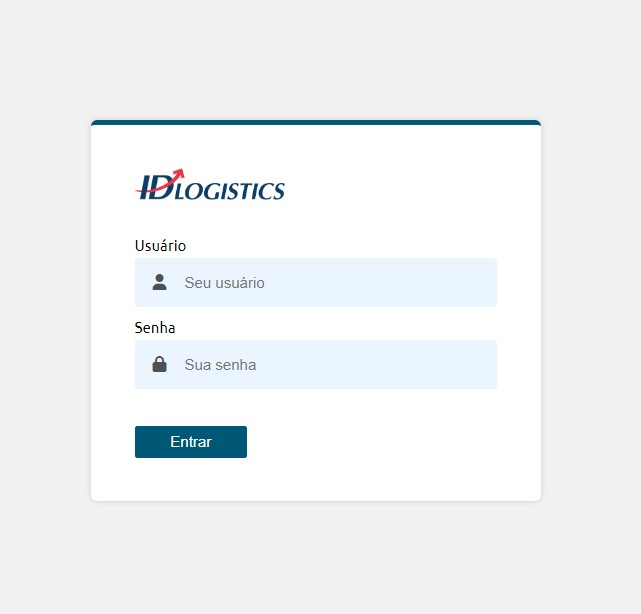 IDLOGISTICS
Usuário
Seu usuário
Senha
Sua senha
Entrar